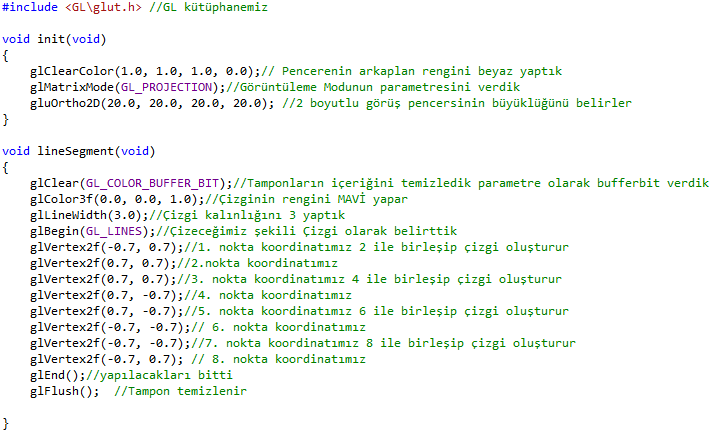 #include <GL\glut.h> //GL kütüphanemiz
void init(void)
{
glClearColor(1.0, 1.0, 1.0, 0.0);// Pencerenin arkaplan rengini beyaz yaptık
glMatrixMode(GL_PROJECTION);//Görüntüleme Modunun parametresini verdik
gluOrtho2D(20.0, 20.0, 20.0, 20.0); //2 boyutlu görüş pencersinin büyüklüğünü belirler
}
void lineSegment(void)
{
glClear(GL_COLOR_BUFFER_BIT);//Tamponların içeriğini temizledik parametre olarak bufferbit verdik
glColor3f(0.0, 0.0, 1.0);//Çizginin rengini MAVİ yapar
glLineWidth(3.0);//Çizgi kalınlığını 3 yaptık
glBegin(GL_LINES);//Çizeceğimiz şekili Çizgi olarak belirttik
glVertex2f(-0.7, 0.7);//1. nokta koordinatımız 2 ile birleşip çizgi oluşturur
glVertex2f(0.7, 0.7);//2.nokta koordinatımız
glVertex2f(0.7, 0.7);//3. nokta koordinatımız 4 ile birleşip çizgi oluşturur
glVertex2f(0.7, -0.7);//4. nokta koordinatımız
glVertex2f(0.7, -0.7);//5. nokta koordinatımız 6 ile birleşip çizgi oluşturur
glVertex2f(-0.7, -0.7);// 6. nokta koordinatımız
glVertex2f(-0.7, -0.7);//7. nokta koordinatımız 8 ile birleşip çizgi oluşturur
glVertex2f(-0.7, 0.7); // 8. nokta koordinatımız
glEnd();//yapılacakları bitti
glFlush();  //Tampon temizlenir
}